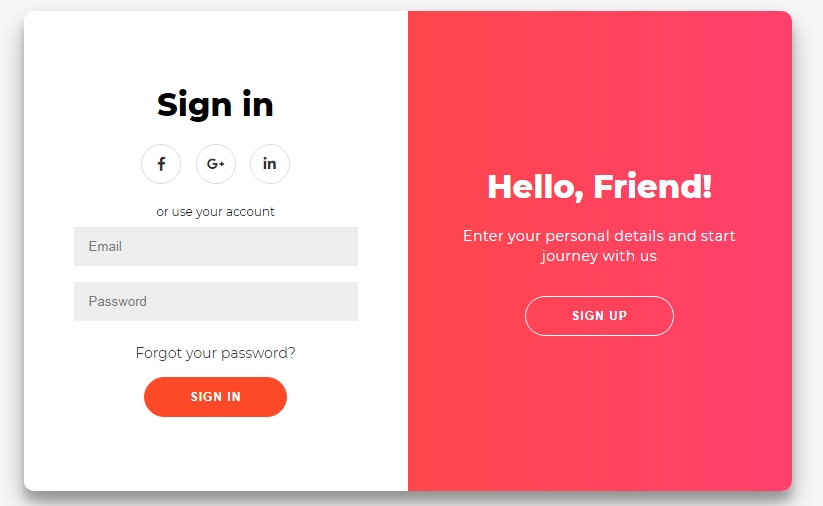 Sign in
f
G+
in
or use your account
Email
Password
Forgot your password?
SIGN IN
Hello, Friend!
Enter your personal details and start
journey with us
SIGN UP